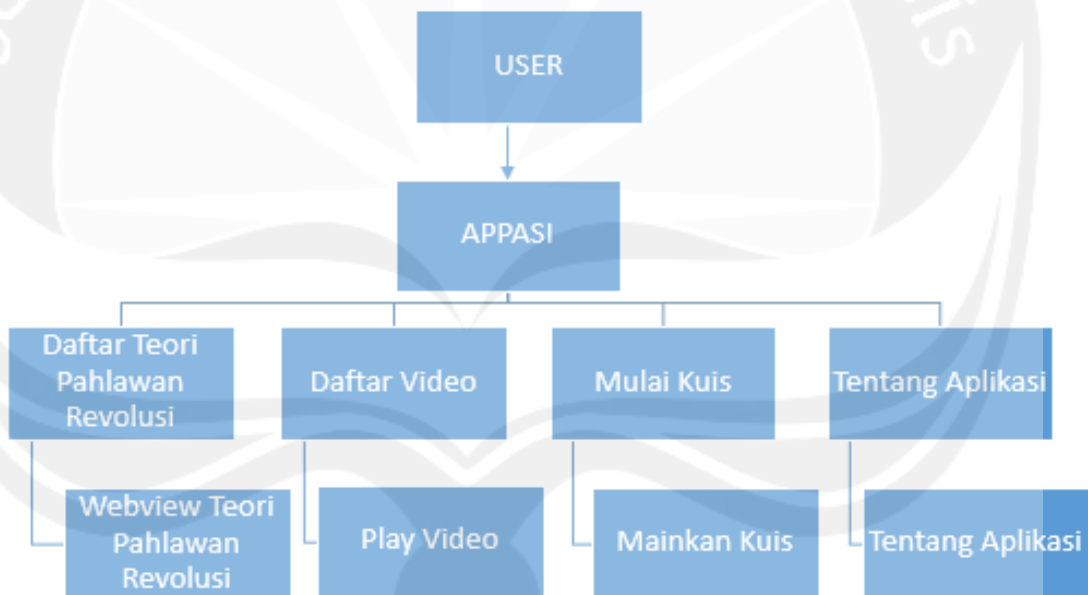 USER
APPASI
Daftar Teori
Pahlawan
Revolusi
Daftar Video
Mulai Kuis
Tentang Aplikasi
Webview Teori
Pahlawan
Revolusi
Play Video
Mainkan Kuis
Tentang Aplikasi